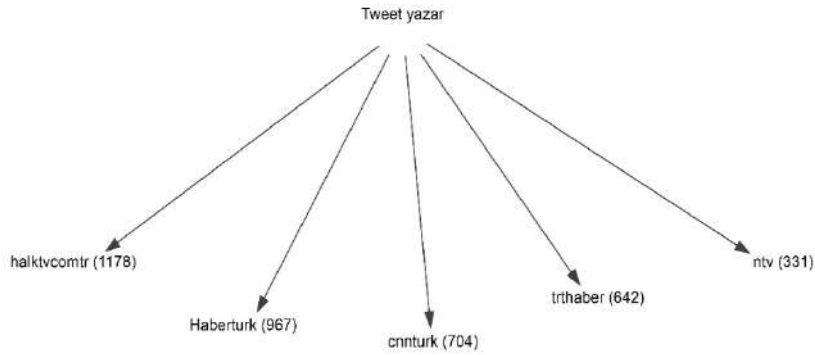 Tweet yazar
halktvcomtr (1178)
Haberturk (967)
cnnturk (704)
trthaber (642)
ntv (331)